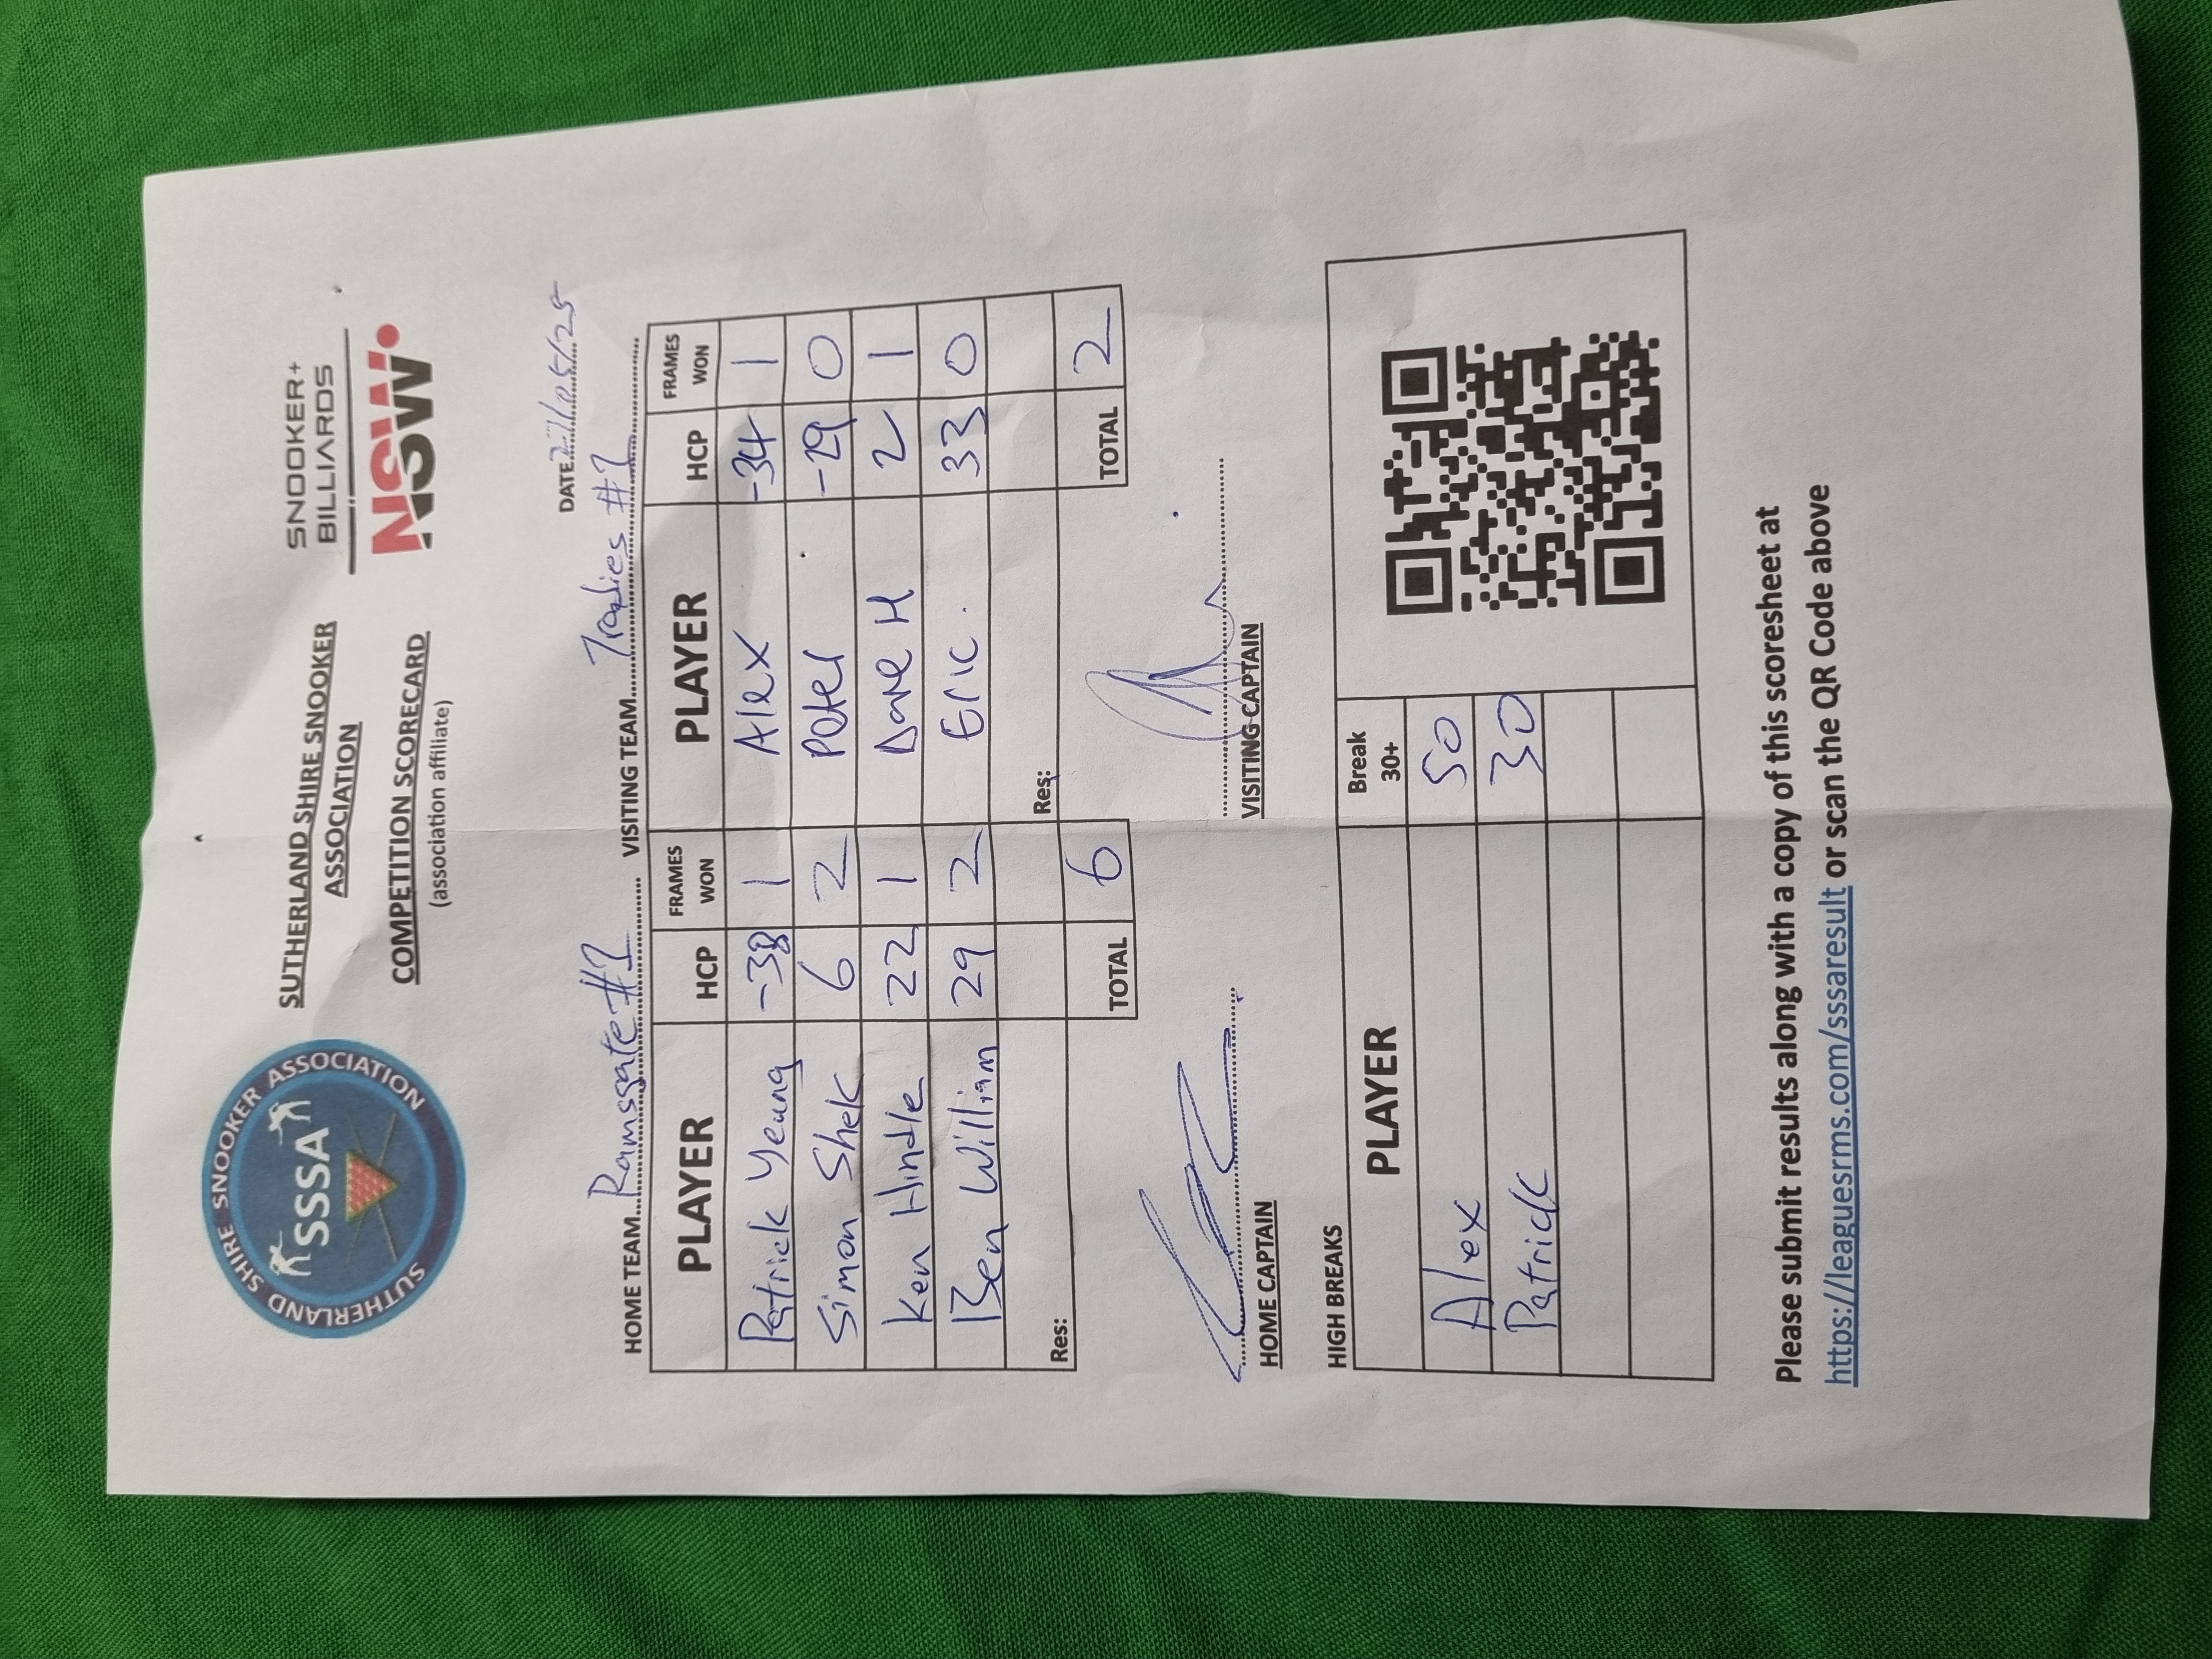 SUTHERLAND SHIRE SNOOKER ASSOCIATION
SSSA
SUTHERLAND SHIRE SNOOKER
ASSOCIATION
COMPETITION SCORECARD
(association affiliate)
SNOOKER+
BILLIARDS
NSW
DATE 27/05/25
HOME TEAM Ramsgate #1 VISITING TEAM Tradies #1
PLAYER HCP FRAMES WON PLAYER HCP FRAMES WON
Patrick Yeung -38 1 Alex -34 1
Simon Shek 6 2 Peter -29 0
Ken Hindle 22 1 Dave H 2 1
Ben William 29 2 Eric. 33 0
Res: Res:
TOTAL 6 TOTAL 2
HOME CAPTAIN VISITING CAPTAIN
HIGH BREAKS
PLAYER Break 30+
Alex 50
Patrick 30
Please submit results along with a copy of this scoresheet at
https://leaguesrms.com/sssaresult or scan the QR Code above